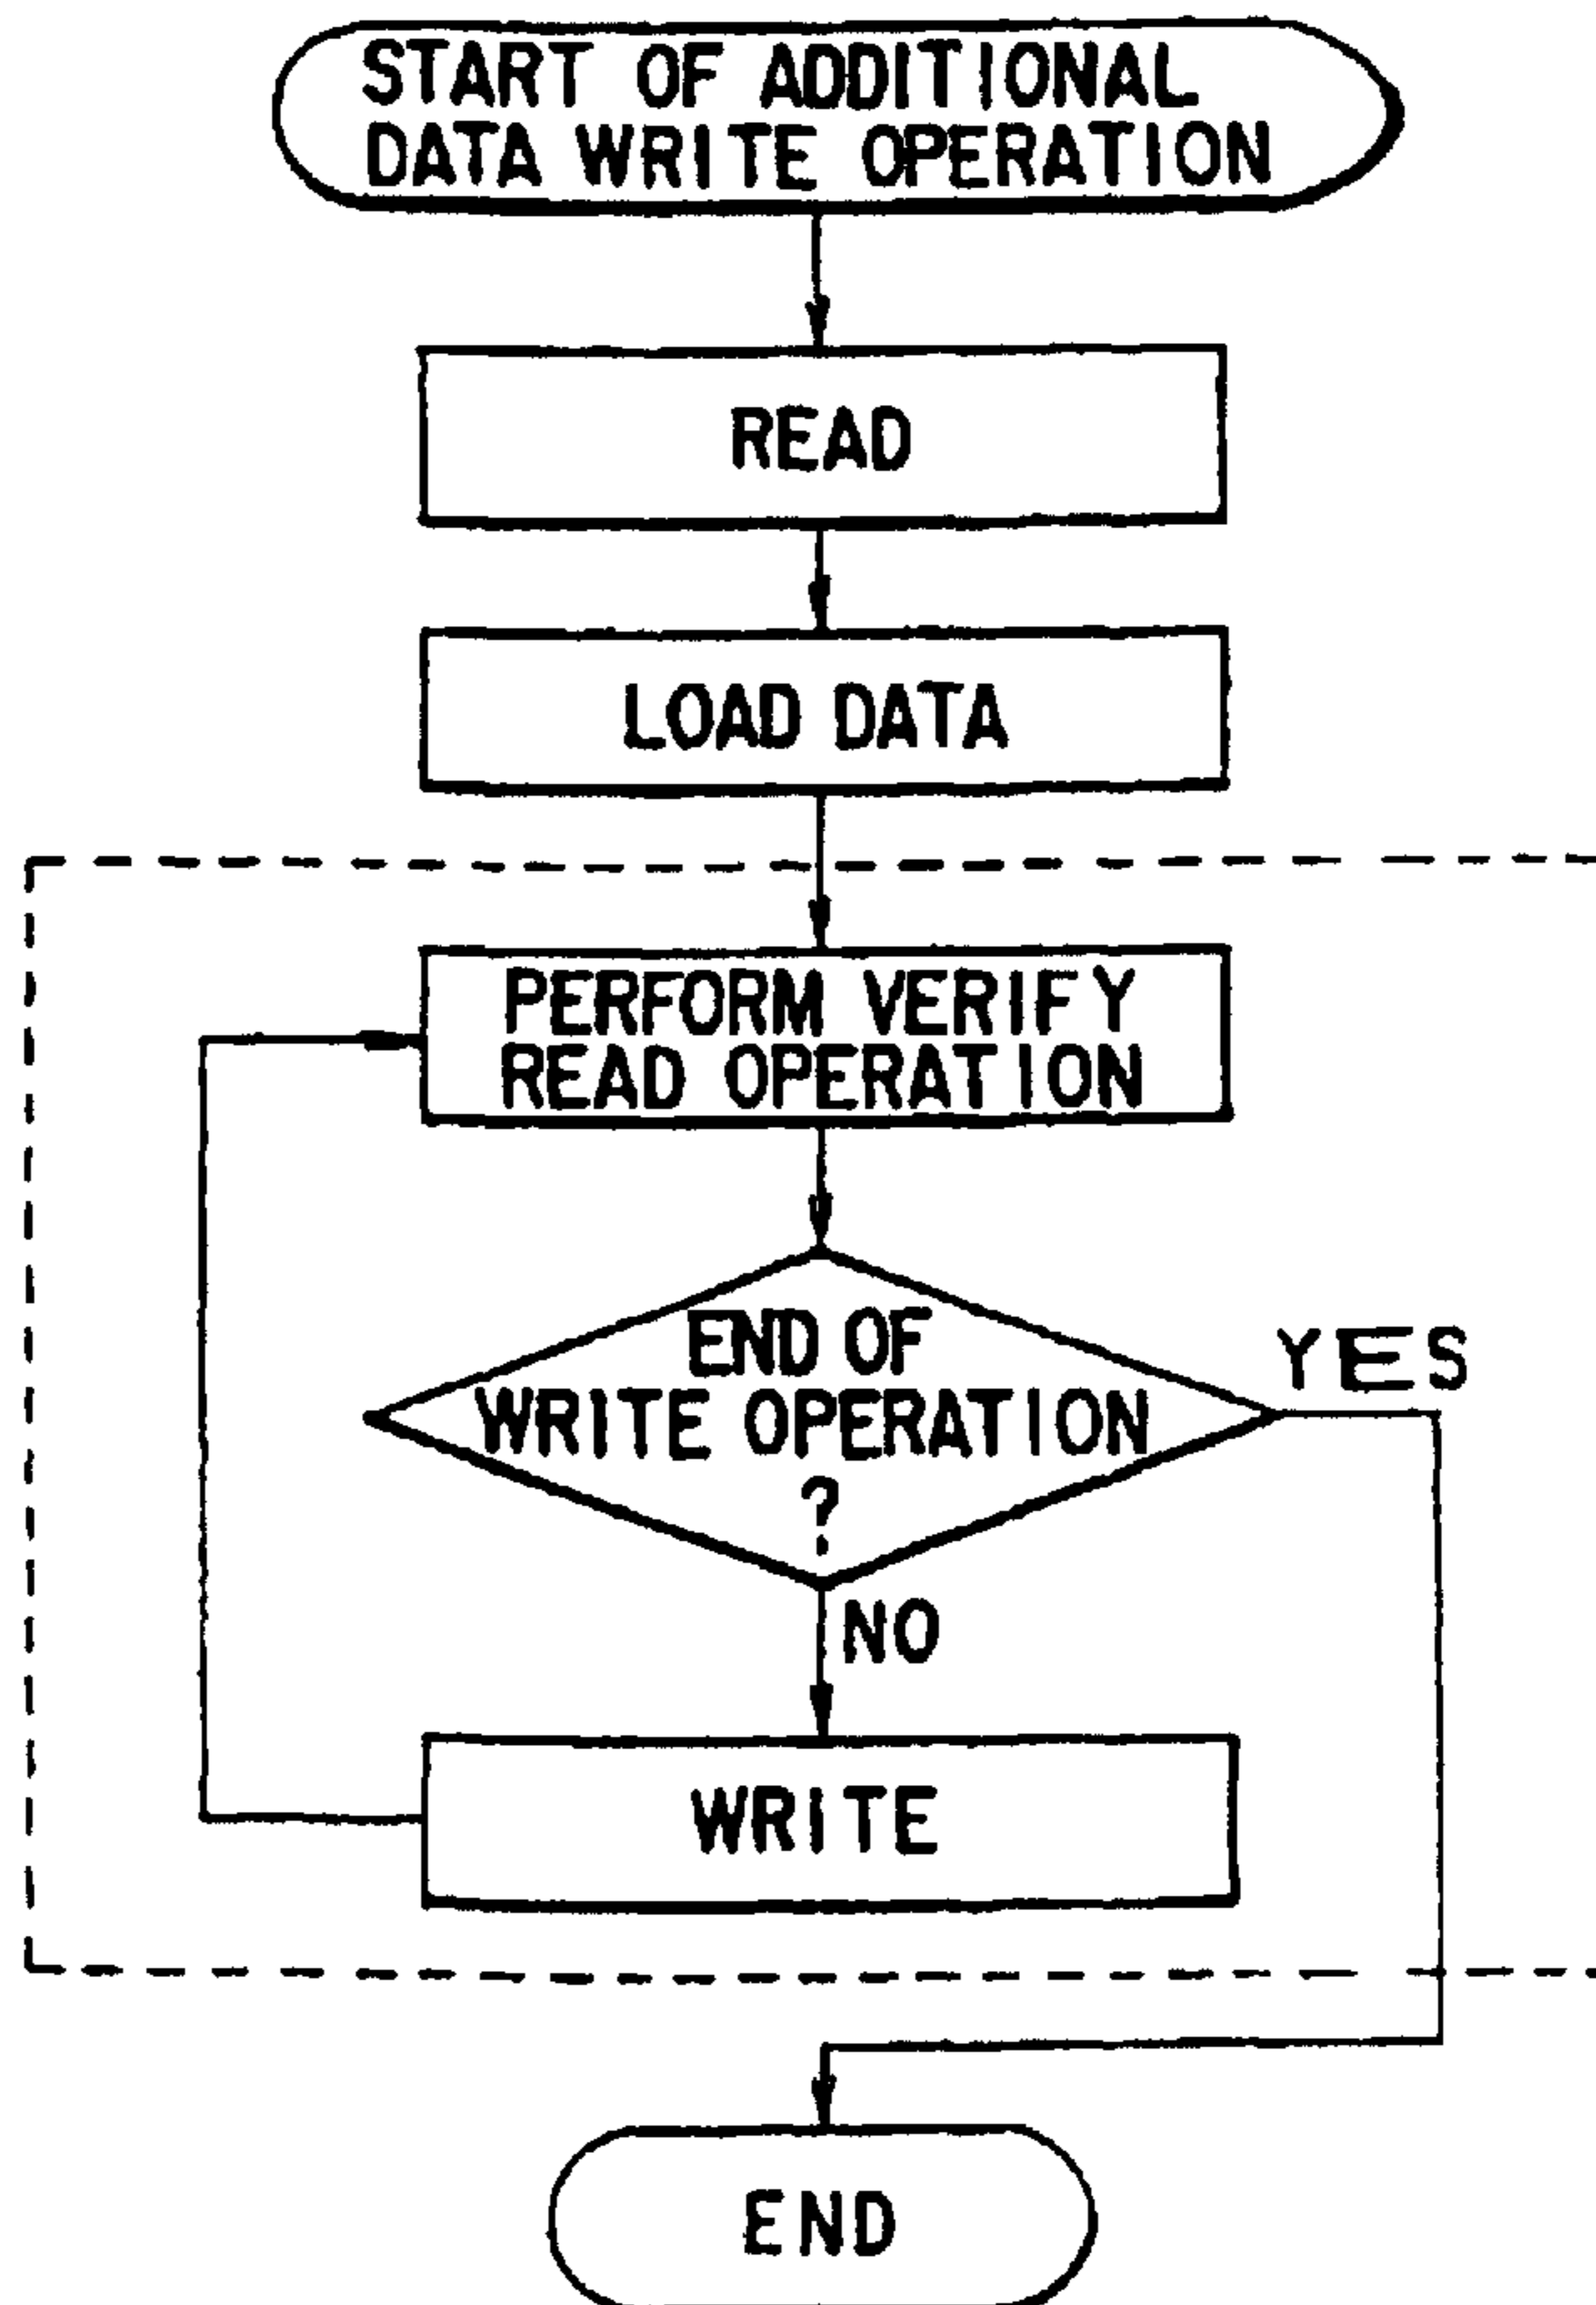 START OF ADDITIONAL
DATA WRITE OPERATION
READ
LOAD DATA
PERFORM VERIFY
READ OPERATION
END OF
WRITE OPERATION
?
YES
NO
WRITE
END